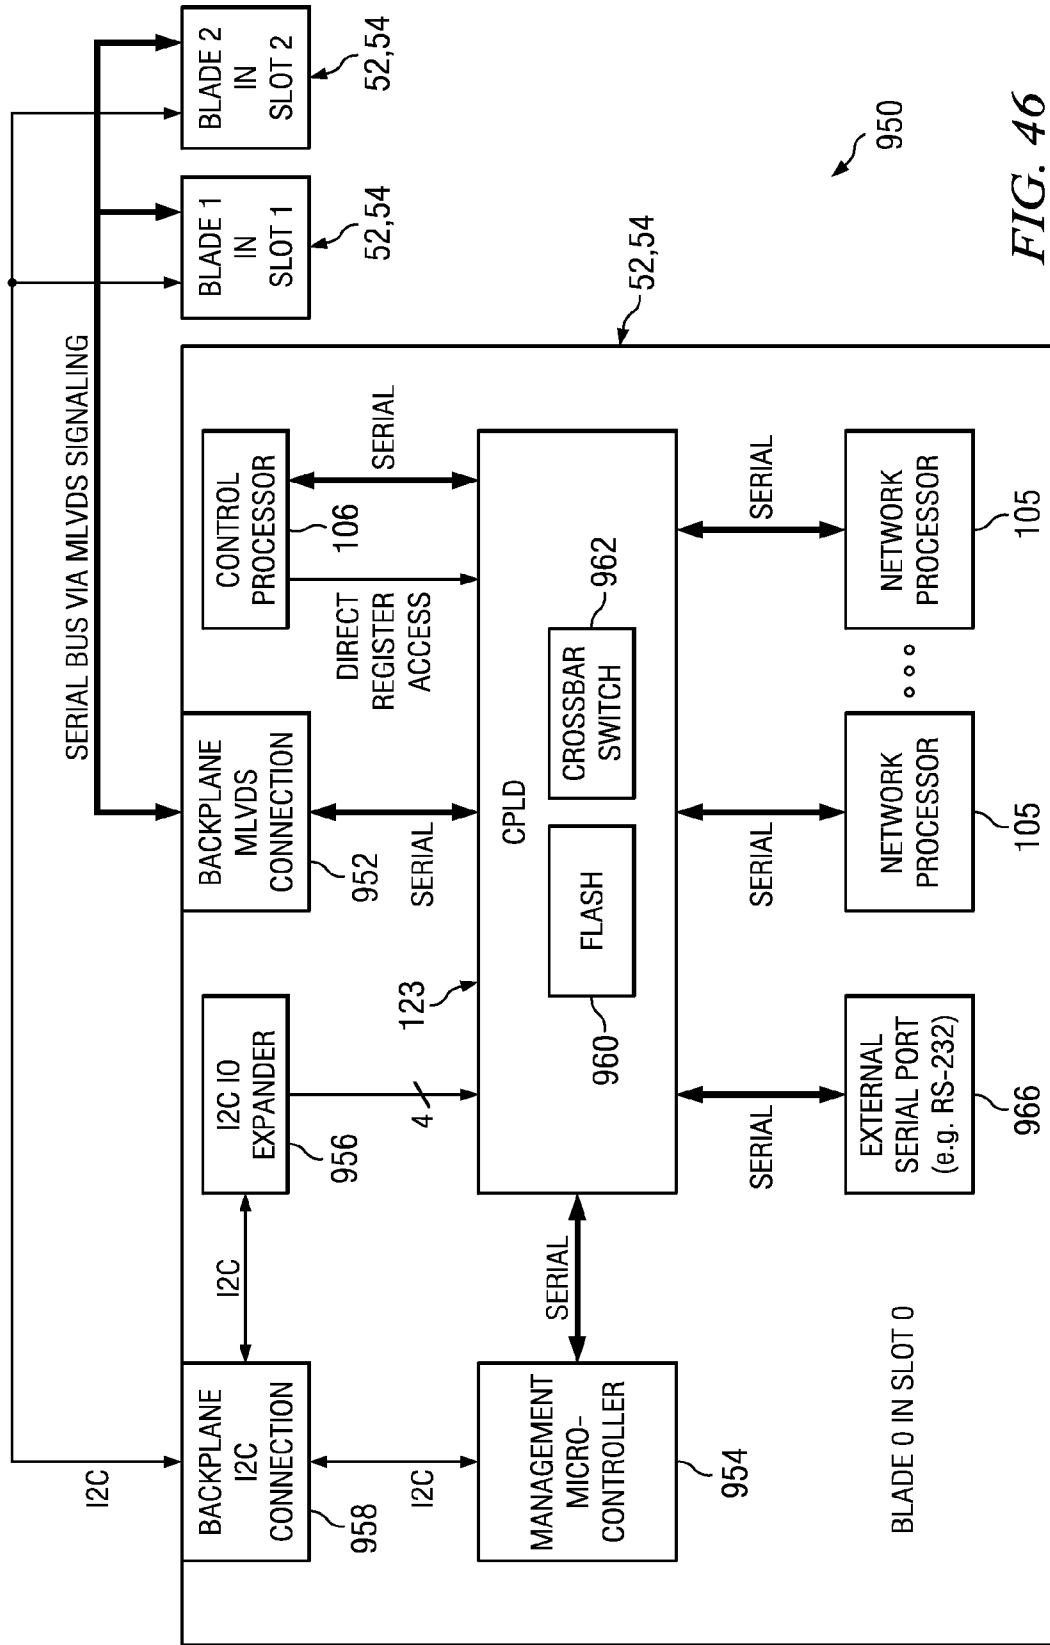 SERIAL BUS VIA MLVDS SIGNALING
I2C
BACKPLANE
I2C
CONNECTION
958
I2C
I2C IO
EXPANDER
956
BACKPLANE
MLVDS
CONNECTION
952
CONTROL
PROCESSOR
106
BLADE 1
IN
SLOT 1
52,54
BLADE 2
IN
SLOT 2
52,54
I2C
4
SERIAL
DIRECT
REGISTER
ACCESS
SERIAL
52,54
MANAGEMENT
MICRO-
CONTROLLER
954
SERIAL
123
CPLD
FLASH
960
CROSSBAR
SWITCH
962
SERIAL
SERIAL
SERIAL
EXTERNAL
SERIAL PORT
(e.g. RS-232)
966
NETWORK
PROCESSOR
105
NETWORK
PROCESSOR
105
BLADE 0 IN SLOT 0
950
FIG. 46